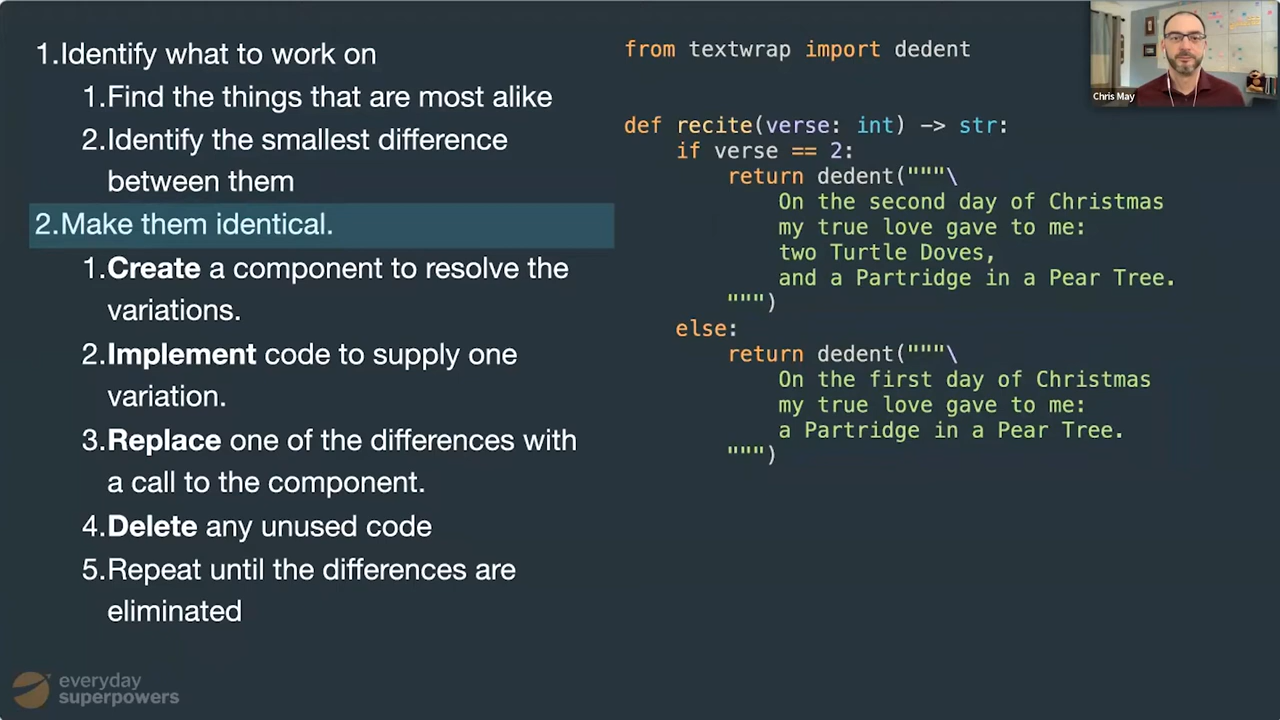 1.Identify what to work on
1.Find the things that are most alike
2.Identify the smallest difference
between them
2.Make them identical.
1.Create a component to resolve the
variations.
2.Implement code to supply one
variation.
3.Replace one of the differences with
a call to the component.
4.Delete any unused code
5.Repeat until the differences are
eliminated
from textwrap import dedent
def recite(verse: int) -> str:
if verse == 2:
return dedent("""\
On the second day of Christmas
my true love gave to me:
two Turtle Doves,
and a Partridge in a Pear Tree.
""")
else:
return dedent("""\
On the first day of Christmas
my true love gave to me:
a Partridge in a Pear Tree.
""")
Chris May
everyday
superpowers